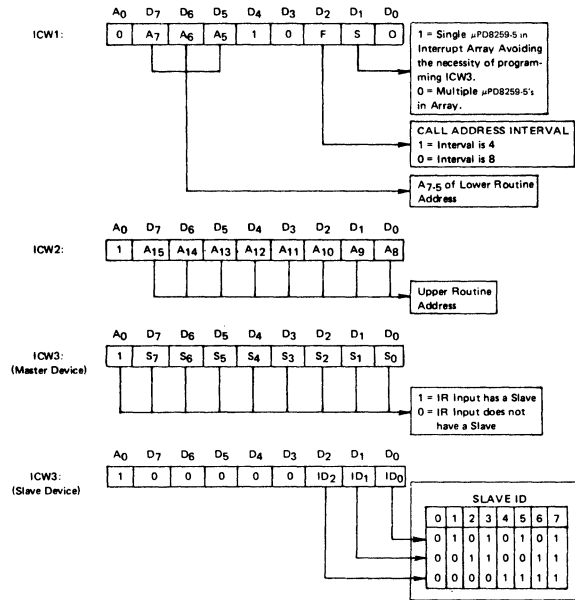 A0 D7 D6 D5 D4 D3 D2 D1 D0
ICW1: 0 A7 A6 A5 1 0 F S 0
1 = Single µPD8259-5 in
Interrupt Array Avoiding
the necessity of program-
ming ICW3.
0 = Multiple µPD8259-5's
in Array.
CALL ADDRESS INTERVAL
1 = Interval is 4
0 = Interval is 8
A7-5 of Lower Routine
Address
A0 D7 D6 D5 D4 D3 D2 D1 D0
ICW2: 1 A15 A14 A13 A12 A11 A10 A9 A8
Upper Routine
Address
A0 D7 D6 D5 D4 D3 D2 D1 D0
ICW3: 1 S7 S6 S5 S4 S3 S2 S1 S0
(Master Device)
1 = IR Input has a Slave
0 = IR Input does not
have a Slave
A0 D7 D6 D5 D4 D3 D2 D1 D0
ICW3: 1 0 0 0 0 0 ID2 ID1 ID0
(Slave Device)
SLAVE ID
0 1 2 3 4 5 6 7
0 1 0 1 0 1 0 1
0 0 1 1 0 0 1 1
0 0 0 0 1 1 1 1